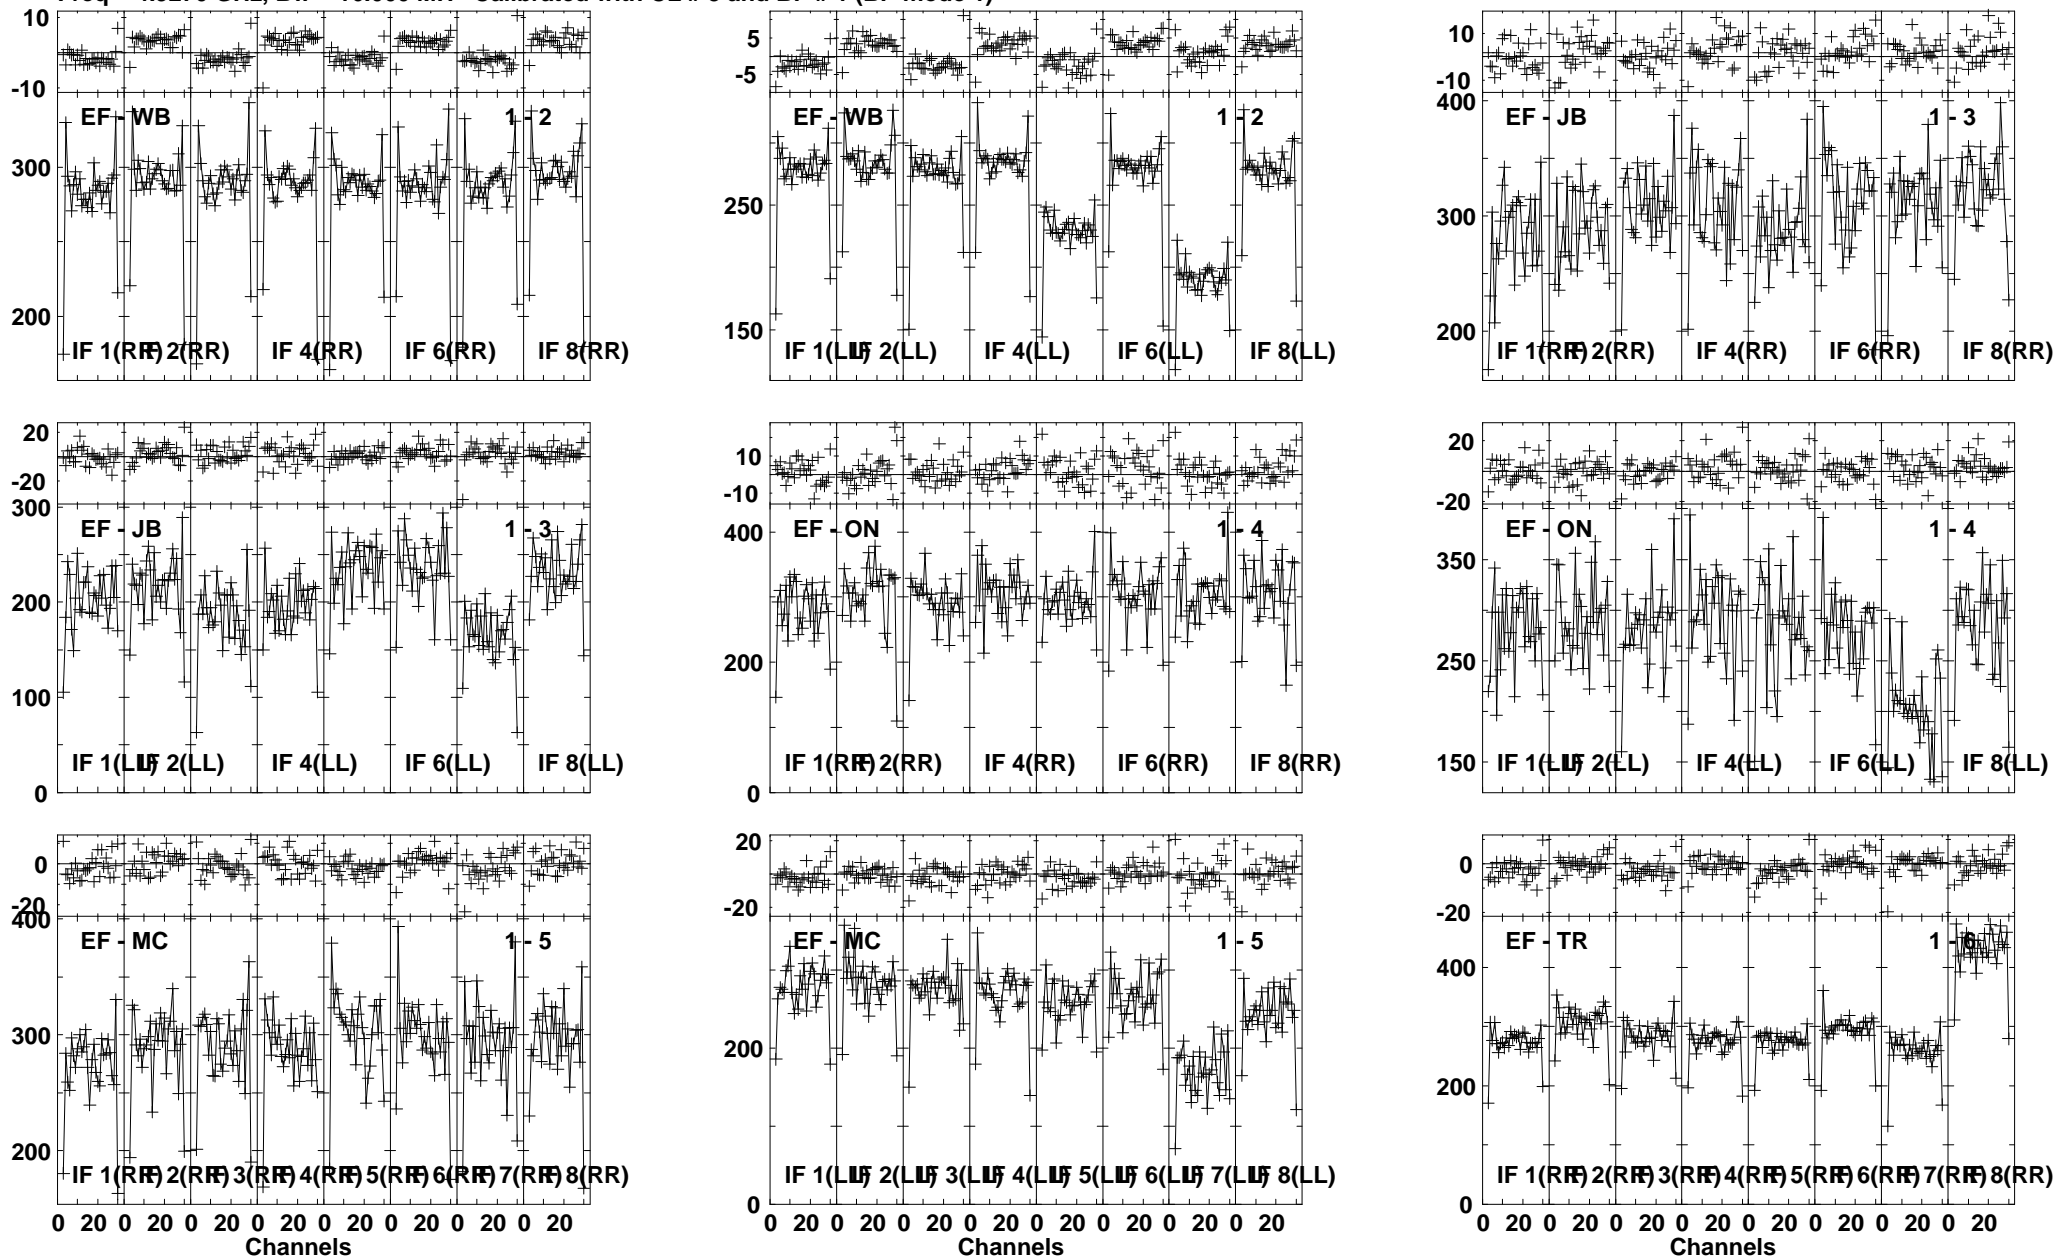 10
-10
EF - WB
1 - 2
300
200
IF 1(RR)
IF 2(RR)
IF 4(RR)
IF 6(RR)
IF 8(RR)
5
-5
EF - WB
1 - 2
250
150
IF 1(LL)
IF 2(LL)
IF 4(LL)
IF 6(LL)
IF 8(LL)
10
-10
400
EF - JB
1 - 3
300
200
IF 1(RR)
IF 2(RR)
IF 4(RR)
IF 6(RR)
IF 8(RR)
20
-20
300
EF - JB
1 - 3
200
100
0
IF 1(LL)
IF 2(LL)
IF 4(LL)
IF 6(LL)
IF 8(LL)
10
-10
400
EF - ON
1 - 4
200
0
IF 1(RR)
IF 2(RR)
IF 4(RR)
IF 6(RR)
IF 8(RR)
20
-20
EF - ON
1 - 4
350
250
150
IF 1(LL)
IF 2(LL)
IF 4(LL)
IF 6(LL)
IF 8(LL)
0
-20
400
EF - MC
1 - 5
300
200
IF 1(RR)
IF 2(RR)
IF 3(RR)
IF 4(RR)
IF 5(RR)
IF 6(RR)
IF 7(RR)
IF 8(RR)
0 20 0 20 0 20 0 20 0 20 0 20 0 20 0 20
Channels
20
-20
EF - MC
1 - 5
200
0
IF 1(LL)
IF 2(LL)
IF 3(LL)
IF 4(LL)
IF 5(LL)
IF 6(LL)
IF 7(LL)
IF 8(LL)
0 20 0 20 0 20 0 20 0 20 0 20 0 20 0 20
Channels
0
-20
EF - TR
1 - 6
400
200
0
IF 1(RR)
IF 2(RR)
IF 3(RR)
IF 4(RR)
IF 5(RR)
IF 6(RR)
IF 7(RR)
IF 8(RR)
0 20 0 20 0 20 0 20 0 20 0 20 0 20 0 20
Channels